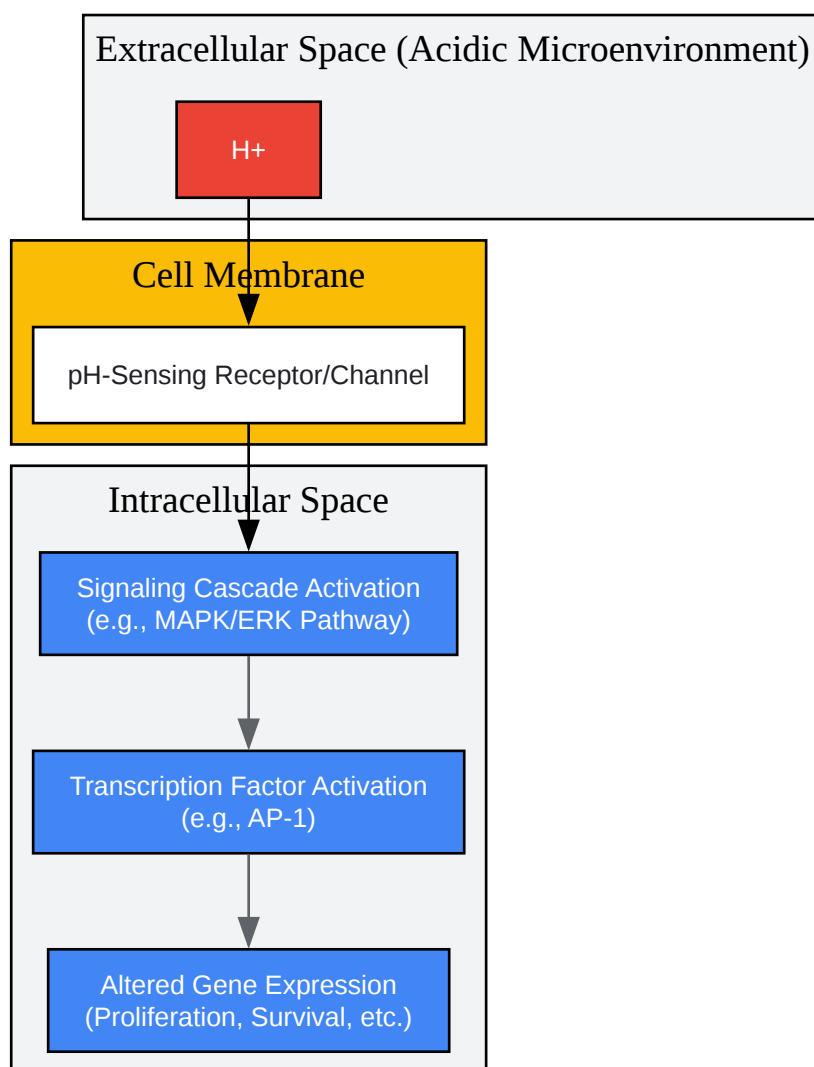 Extracellular Space (Acidic Microenvironment)
H+
Cell Membrane
pH-Sensing Receptor/Channel
Intracellular Space
Signaling Cascade Activation
(e.g., MAPK/ERK Pathway)
Transcription Factor Activation
(e.g., AP-1)
Altered Gene Expression
(Proliferation, Survival, etc.)